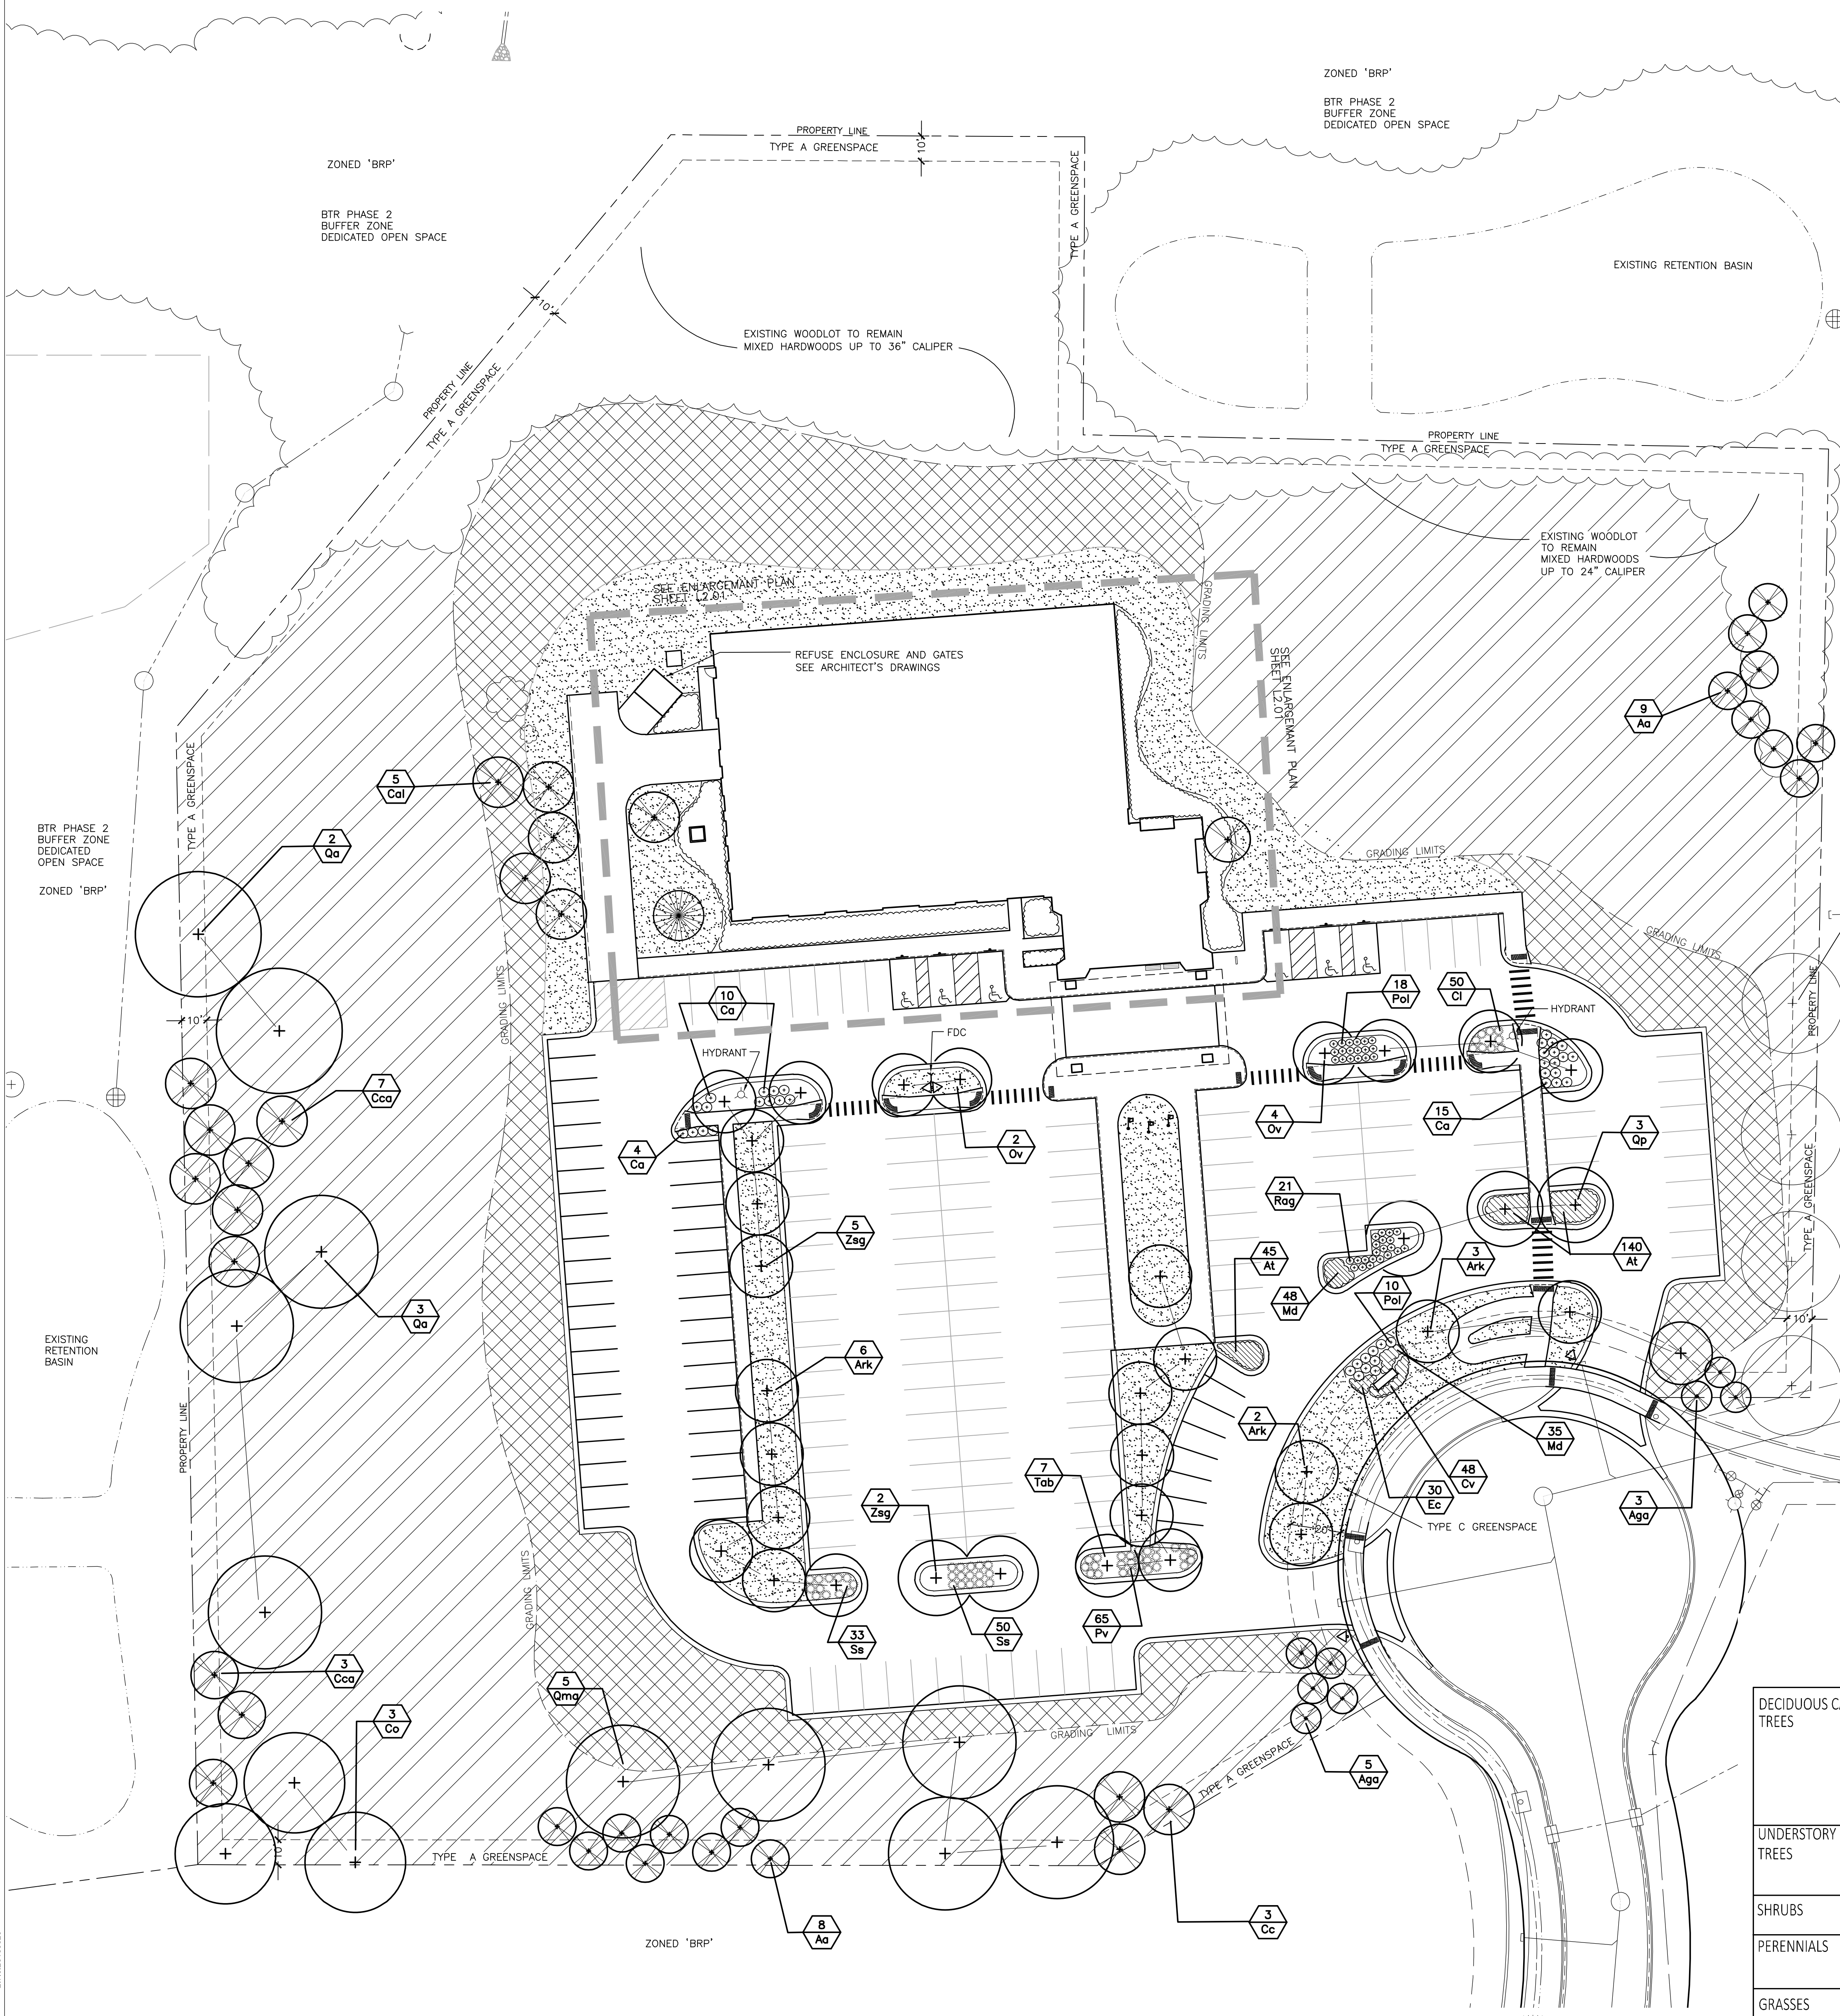 ZONED 'BRP'
BTR PHASE 2
BUFFER ZONE
DEDICATED OPEN SPACE
PROPERTY LINE
TYPE A GREENSPACE
10'
ZONED 'BRP'
BTR PHASE 2
BUFFER ZONE
DEDICATED OPEN SPACE
TYPE A GREENSPACE
EXISTING RETENTION BASIN
10'
EXISTING WOODLOT TO REMAIN
MIXED HARDWOODS UP TO 36" CALIPER
PROPERTY LINE
TYPE A GREENSPACE
PROPERTY LINE
TYPE A GREENSPACE
EXISTING WOODLOT
TO REMAIN
MIXED HARDWOODS
UP TO 24" CALIPER
SEE ENLARGEMANT PLAN
SHEET L2.01
GRADING LIMITS
REFUSE ENCLOSURE AND GATES
SEE ARCHITECT'S DRAWINGS
SEE ENLARGEMANT PLAN
SHEET L2.01
9
Aa
TYPE A GREENSPACE
5
Cal
BTR PHASE 2
BUFFER ZONE
DEDICATED
OPEN SPACE
ZONED 'BRP'
2
Qa
GRADING LIMITS
GRADING LIMITS
GRADING LIMITS
PROPERTY LINE
10'
10
Ca
HYDRANT
FDC
18
Pol
50
Cl
HYDRANT
7
Cca
4
Ca
2
Ov
4
Ov
15
Ca
3
Qp
TYPE A GREENSPACE
21
Rag
5
Zsg
45
At
3
Ark
140
At
48
Md
10
Pol
10'
3
Qa
EXISTING
RETENTION
BASIN
6
Ark
PROPERTY LINE
2
Ark
35
Md
7
Tab
48
Cv
30
Ec
3
Aga
2
Zsg
20'
TYPE C GREENSPACE
GRADING LIMITS
33
Ss
50
Ss
65
Pv
3
Cca
5
Qma
3
Co
GRADING LIMITS
TYPE A GREENSPACE
5
Aga
10'
TYPE A GREENSPACE
8
Aa
3
Cc
ZONED 'BRP'
DECIDUOUS
TREES
UNDERSTORY
TREES
SHRUBS
PERENNIALS
GRASSES